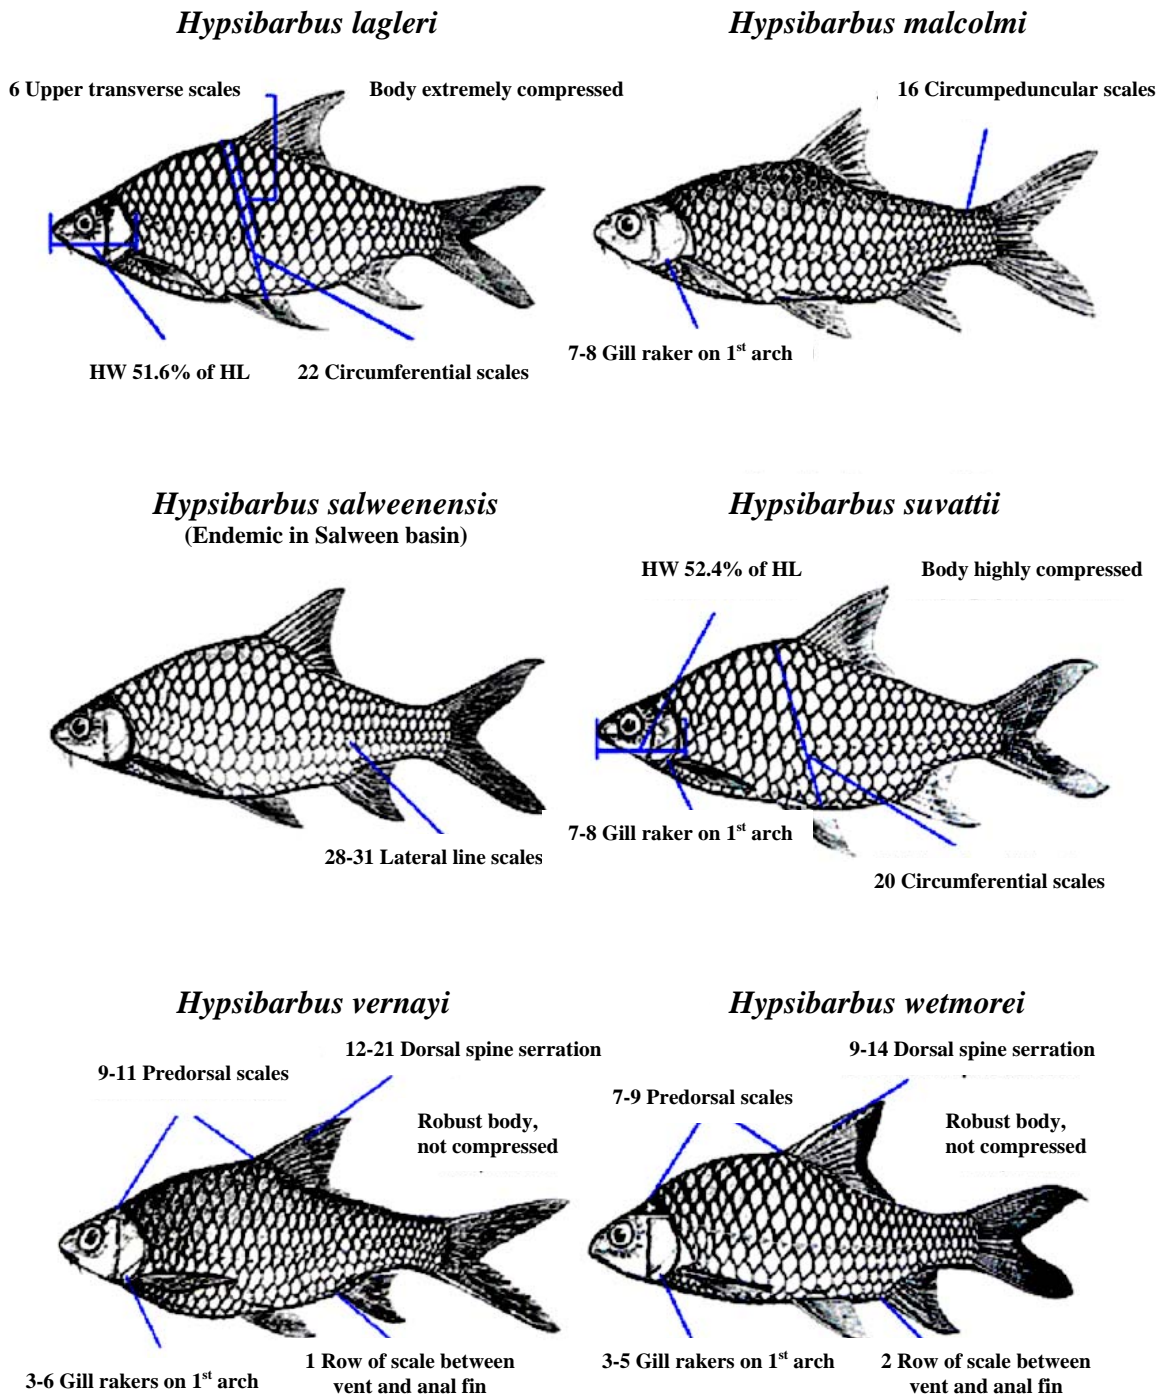 Hypsibarbus lagleri
6 Upper transverse scales
Body extremely compressed
HW 51.6% of HL
22 Circumferential scales
Hypsibarbus malcolmi
16 Circumpeduncular scales
7-8 Gill raker on 1st arch
Hypsibarbus salweenensis
(Endemic in Salween basin)
28-31 Lateral line scales
Hypsibarbus suvattii
HW 52.4% of HL
Body highly compressed
7-8 Gill raker on 1st arch
20 Circumferential scales
Hypsibarbus vernayi
12-21 Dorsal spine serration
9-11 Predorsal scales
Robust body,
not compressed
3-6 Gill rakers on 1st arch
1 Row of scale between
vent and anal fin
Hypsibarbus wetmorei
9-14 Dorsal spine serration
7-9 Predorsal scales
Robust body,
not compressed
3-5 Gill rakers on 1st arch
2 Row of scale between
vent and anal fin